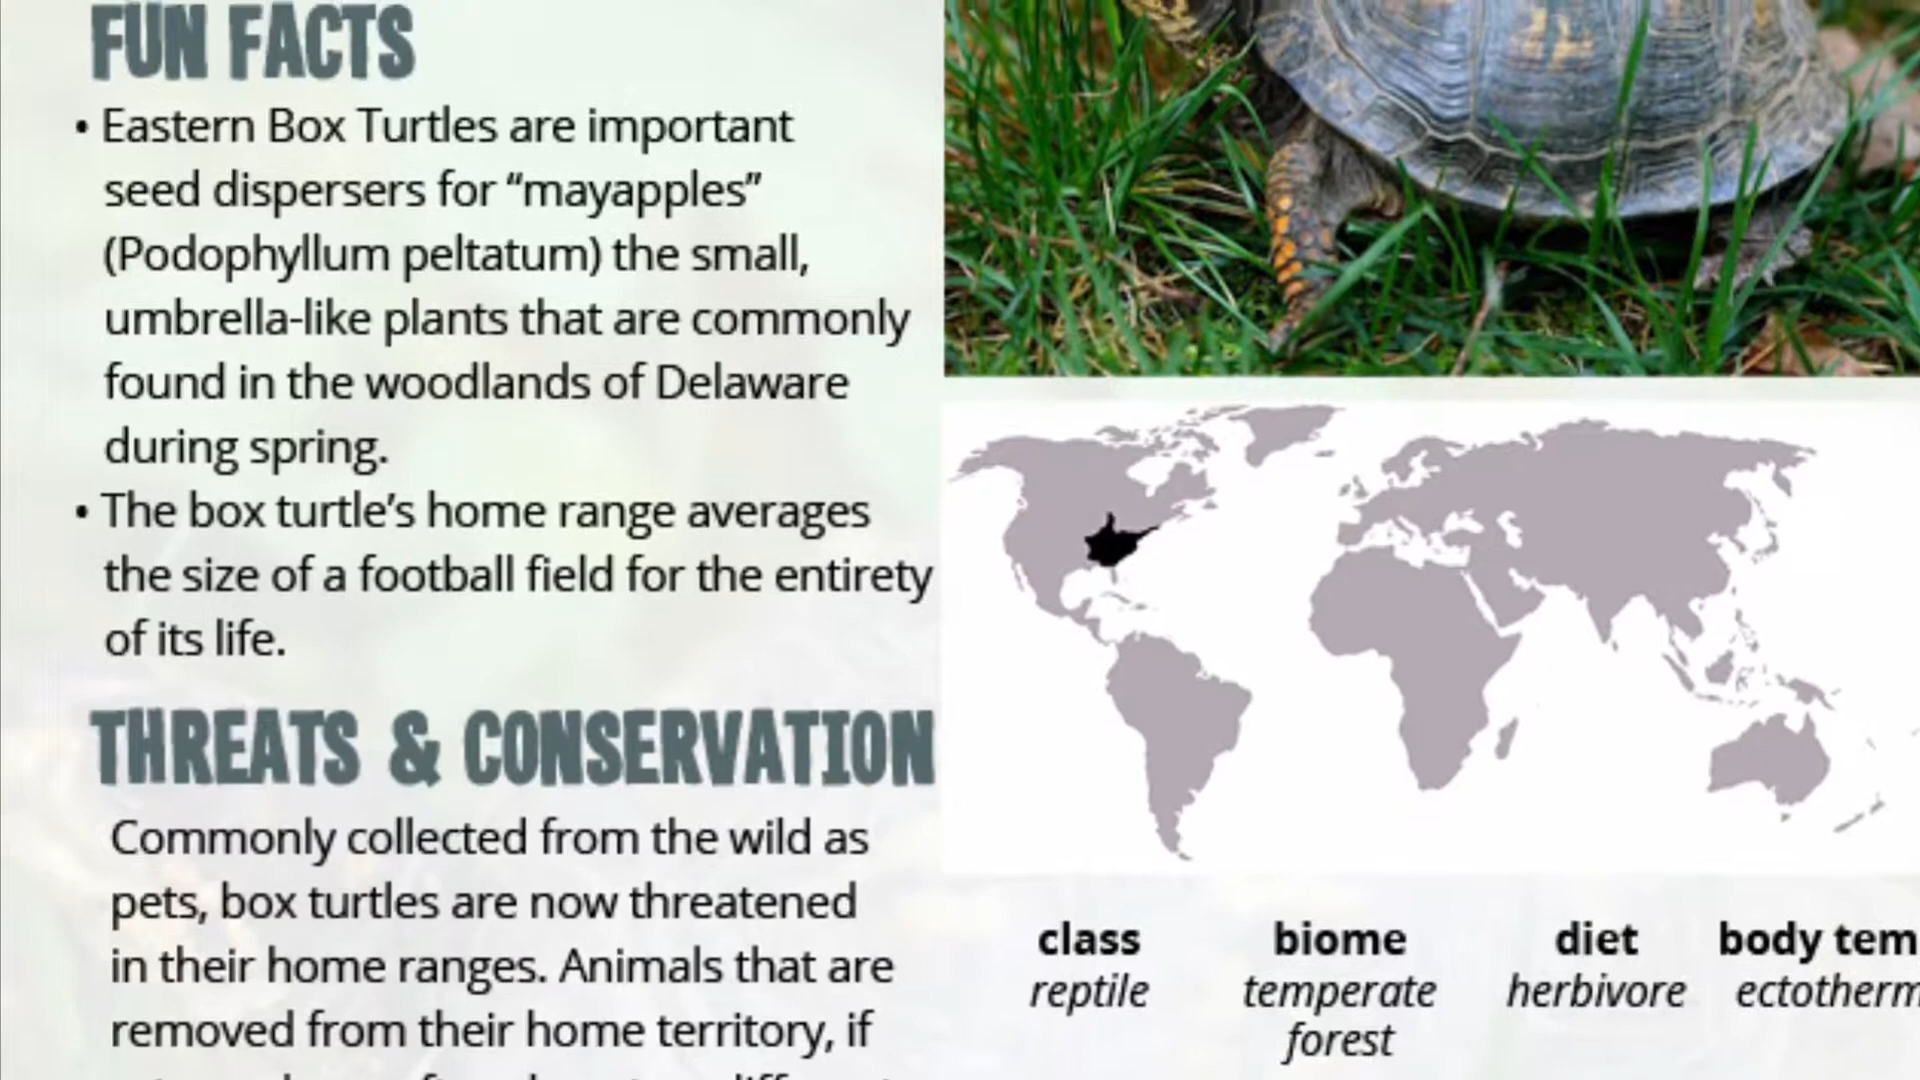 FUN FACTS
• Eastern Box Turtles are important
seed dispersers for “mayapples”
(Podophyllum peltatum) the small,
umbrella-like plants that are commonly
found in the woodlands of Delaware
during spring.
• The box turtle’s home range averages
the size of a football field for the entirety
of its life.
THREATS & CONSERVATION
Commonly collected from the wild as
pets, box turtles are now threatened
in their home ranges. Animals that are
removed from their home territory, if
class
reptile
biome
temperate
forest
diet
herbivore
body tem
ectotherm